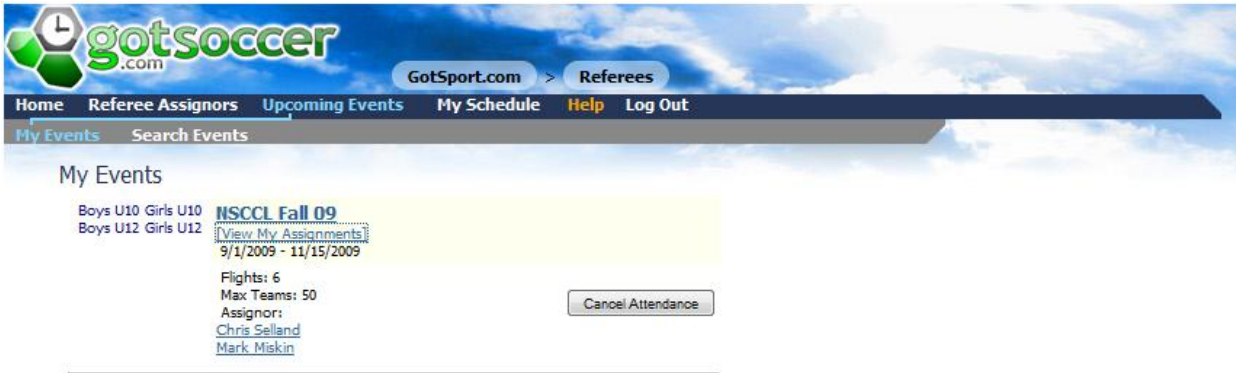 gotsoccer
.com
GotSport.com > Referees
Home Referee Assignors Upcoming Events My Schedule Help Log Out
My Events Search Events
My Events
Boys U10 Girls U10 NSCCL Fall 09
Boys U12 Girls U12 [View My Assignments]
9/1/2009 - 11/15/2009
Flights: 6
Max Teams: 50
Assignor:
Cancel Attendance
Chris Selland
Mark Miskin